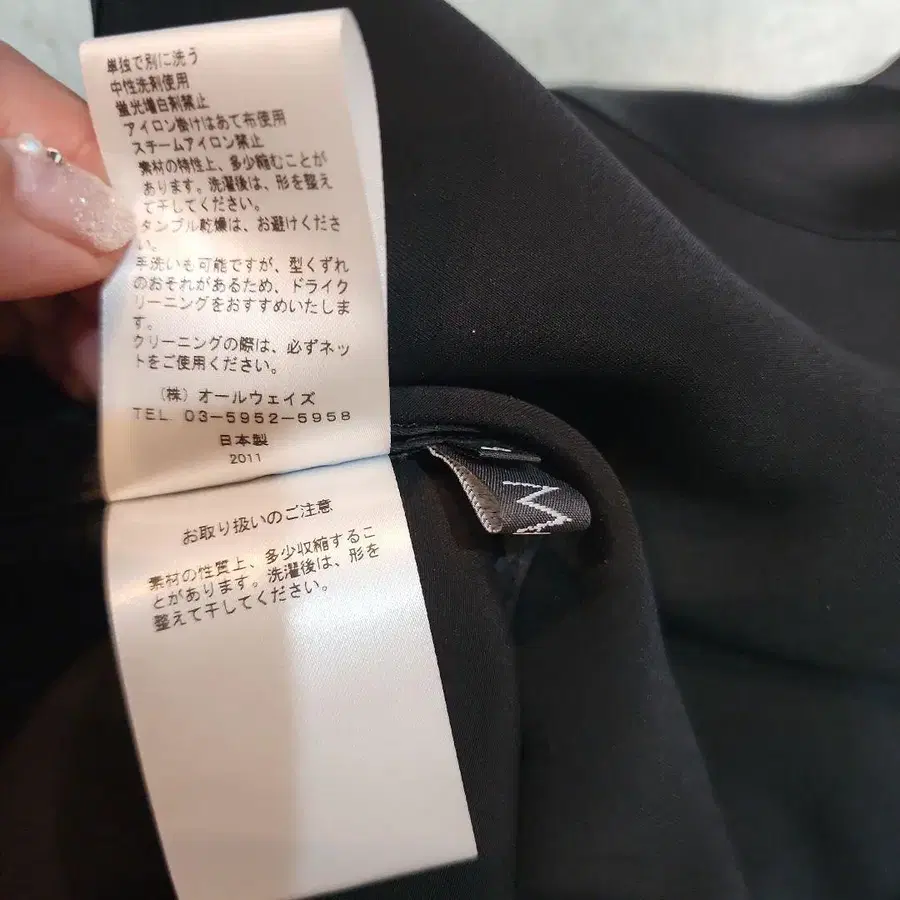 単独で別に洗う
中性洗剤使用
蛍光増白剤禁止
アイロン掛けはあて布使用
スチームアイロン禁止
素材の特性上、多少縮むことが
あります。洗濯後は、形を整え
て干してください。
タンブル乾燥は、お避けくださ
い。
手洗いも可能ですが、型くずれ
のおそれがあるため、ドライク
リーニングをおすすめいたしま
す。
クリーニングの際は、必ずネッ
トをご使用ください。
(株) オールウェイズ
TEL 03-5952-5958
日本製
2011
お取り扱いのご注意
素材の性質上、多少収縮するこ
とがあります。洗濯後は、形を
整えて干してください。